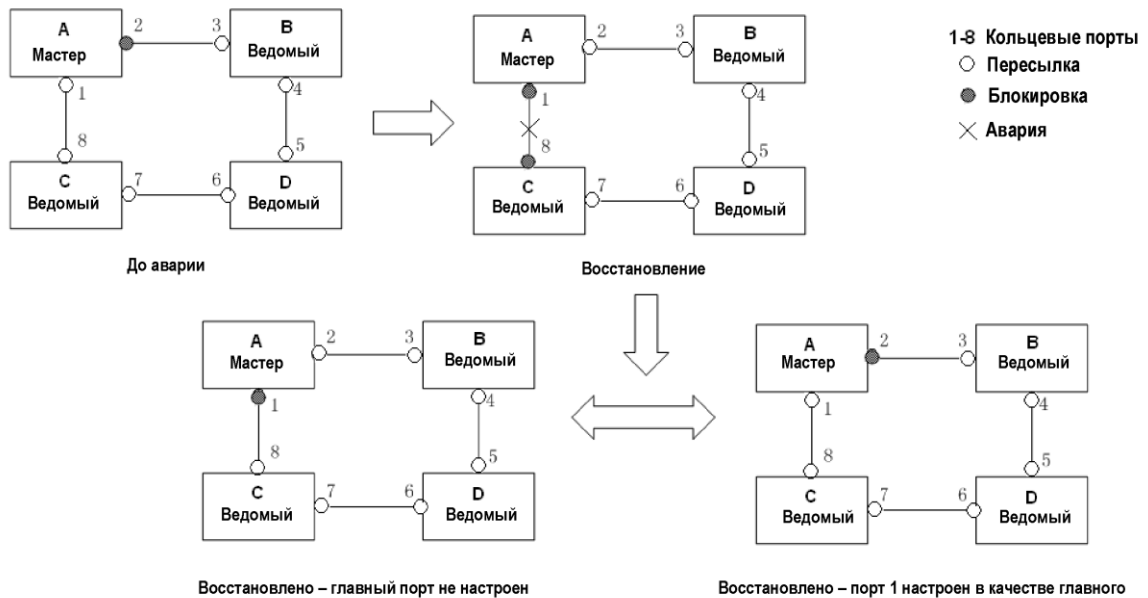 A
Мастер
2
3
B
Ведомый
1
4
8
5
C
Ведомый
7
6
D
Ведомый
До аварии
A
Мастер
2
3
B
Ведомый
1
4
8
5
C
Ведомый
7
6
D
Ведомый
Восстановление
1-8 Кольцевые порты
Пересылка
Блокировка
Авария
A
Мастер
2
3
B
Ведомый
1
4
8
5
C
Ведомый
7
6
D
Ведомый
Восстановлено – главный порт не настроен
A
Мастер
2
3
B
Ведомый
1
4
8
5
C
Ведомый
7
6
D
Ведомый
Восстановлено – порт 1 настроен в качестве главного